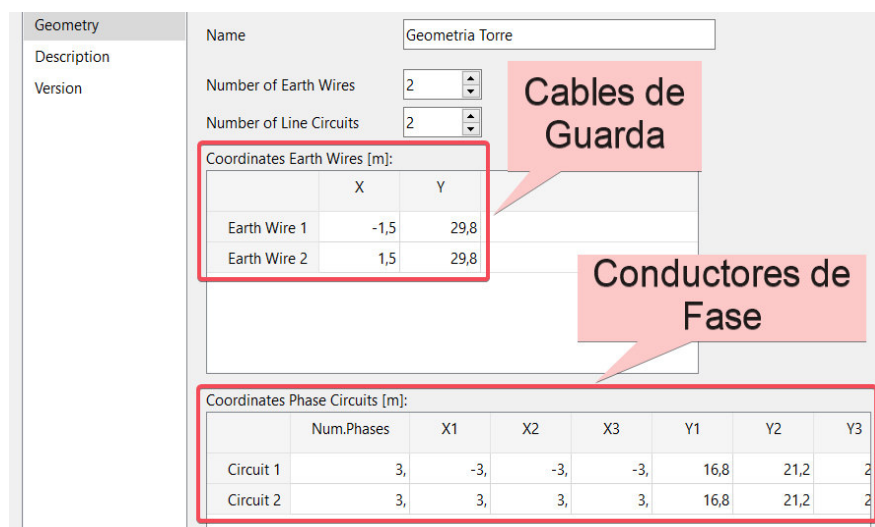 Geometry
Description
Version
Name Geometria Torre
Number of Earth Wires 2
Number of Line Circuits 2
Cables de
Guarda
Coordinates Earth Wires [m]:
X Y
Earth Wire 1 -1,5 29,8
Earth Wire 2 1,5 29,8
Conductores de
Fase
Coordinates Phase Circuits [m]:
Num.Phases X1 X2 X3 Y1 Y2 Y3
Circuit 1 3, -3, -3, -3, 16,8 21,2
Circuit 2 3, 3, 3, 3, 16,8 21,2